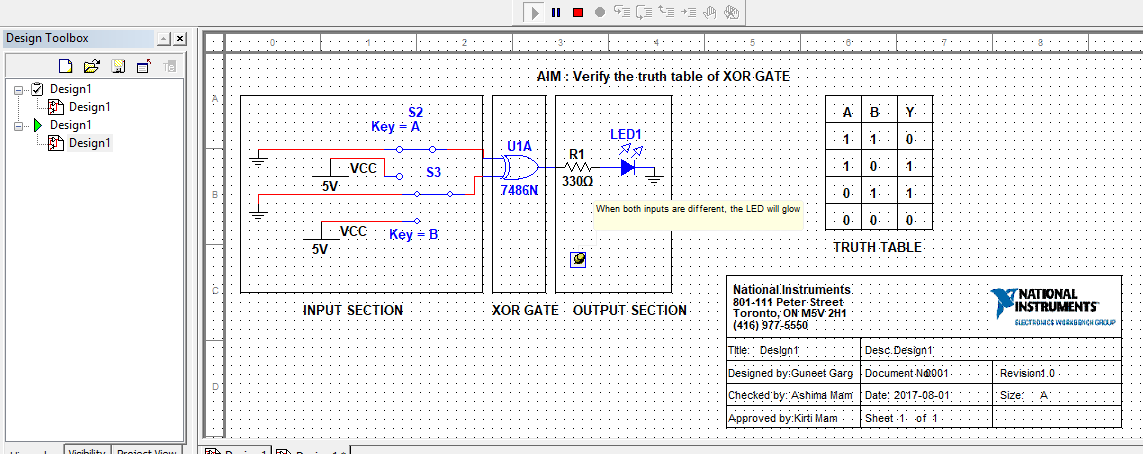 Design Toolbox
Design1
Design1
Design1
Design1
0 1 2 3 4 5 6 7 8
A
B
C
D
AIM : Verify the truth table of XOR GATE
S2
Key = A
VCC
5V
S3
VCC
5V
Key = B
U1A
7486N
R1
330Ω
LED1
When both inputs are different, the LED will glow
INPUT SECTION
XOR GATE
OUTPUT SECTION
A B Y
1 1 0
1 0 1
0 1 1
0 0 0
TRUTH TABLE
National Instruments
801-111 Peter Street
Toronto, ON M5V 2H1
(416) 977-5550
NATIONAL
INSTRUMENTS
ELECTRONICS WORKBENCH GROUP
Title: Design1 Desc.:Design1
Designed by:Guneet Garg Document No:0001 Revision:1.0
Checked by: Ashima Mam Date: 2017-08-01 Size: A
Approved by:Kirti Mam Sheet 1 of 1
Visibility Project View